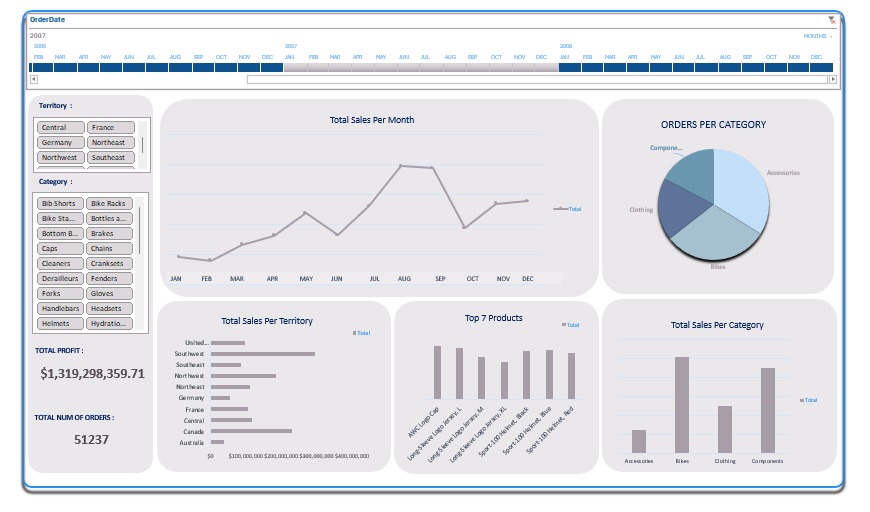 OrderDate
2007
MONTHS
2006 2007 2008
FEB MAR APR MAY JUN JUL AUG SEP OCT NOV DEC JAN FEB MAR APR MAY JUN JUL AUG SEP OCT NOV DEC JAN FEB MAR APR MAY JUN JUL AUG SEP OCT NOV DEC
Territory :
Central France
Germany Northeast
Northwest Southeast
Category :
Bib Shorts Bike Racks
Bike Sta... Bottles a...
Bottom B... Brakes
Caps Chains
Cleaners Cranksets
Derailleurs Fenders
Forks Gloves
Handlebars Headsets
Helmets Hydratio...
TOTAL PROFIT :
$1,319,298,359.71
TOTAL NUM OF ORDERS :
51237
Total Sales Per Month
Total
JAN FEB MAR APR MAY JUN JUL AUG SEP OCT NOV DEC
ORDERS PER CATEGORY
Compone...
Accessories
Clothing
Bikes
Total Sales Per Territory
Total
United...
Southwest
Southeast
Northwest
Northeast
Germany
France
Central
Canada
Australia
$0 $100,000,000 $200,000,000 $300,000,000 $400,000,000
Top 7 Products
Total
AWC Logo Cap
Long-Sleeve Logo Jersey, L
Long-Sleeve Logo Jersey, M
Long-Sleeve Logo Jersey, XL
Sport-100 Helmet, Black
Sport-100 Helmet, Blue
Sport-100 Helmet, Red
Total Sales Per Category
Total
Accessories Bikes Clothing Components